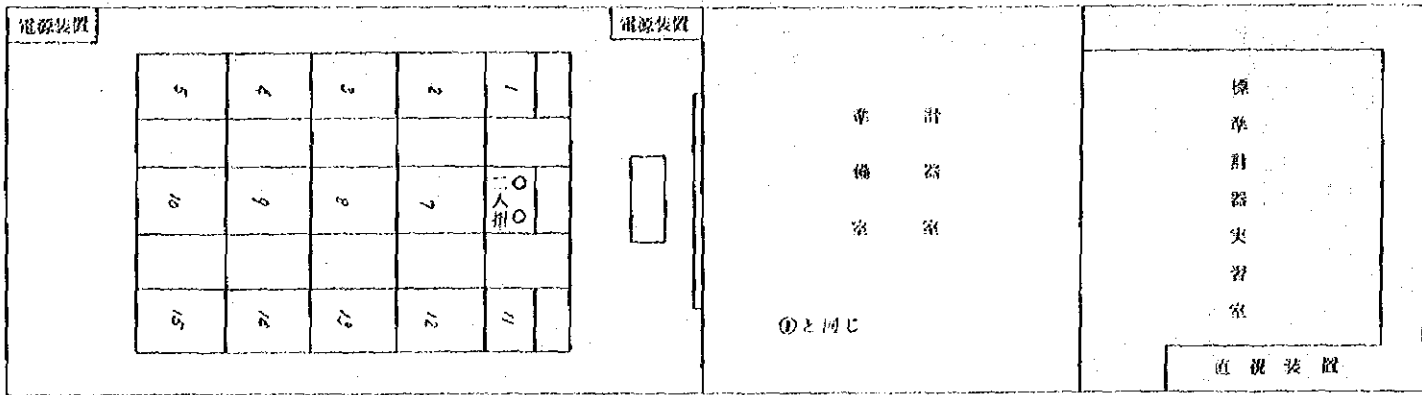 電源装置
電源装置
5 4 3 2 1
10 9 8 7
二人掛
15 14 13 12 11
計器室
準備室
①と同じ
標準計器実習室
直視装置